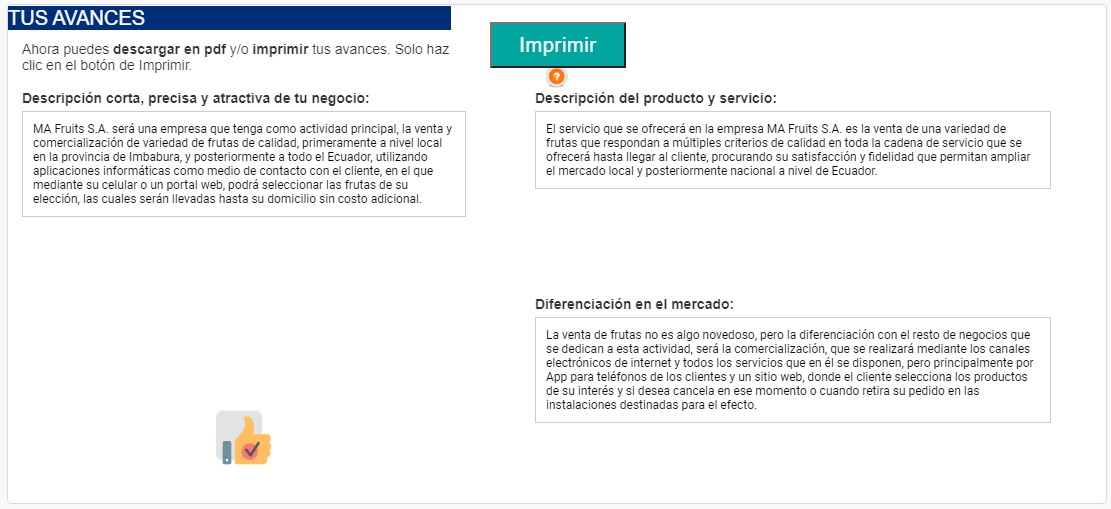 TUS AVANCES
Ahora puedes descargar en pdf y/o imprimir tus avances. Solo haz
clic en el botón de Imprimir.
Imprimir
?
Descripción corta, precisa y atractiva de tu negocio:
MA Fruits S.A. será una empresa que tenga como actividad principal, la venta y
comercialización de variedad de frutas de calidad, primeramente a nivel local
en la provincia de Imbabura, y posteriormente a todo el Ecuador, utilizando
aplicaciones informáticas como medio de contacto con el cliente, en el que
mediante su celular o un portal web, podrá seleccionar las frutas de su
elección, las cuales serán llevadas hasta su domicilio sin costo adicional.
Descripción del producto y servicio:
El servicio que se ofrecerá en la empresa MA Fruits S.A. es la venta de una variedad de
frutas que respondan a múltiples criterios de calidad en toda la cadena de servicio que se
ofrecerá hasta llegar al cliente, procurando su satisfacción y fidelidad que permitan ampliar
el mercado local y posteriormente nacional a nivel de Ecuador.
Diferenciación en el mercado:
La venta de frutas no es algo novedoso, pero la diferenciación con el resto de negocios que
se dedican a esta actividad, será la comercialización, que se realizará mediante los canales
electrónicos de internet y todos los servicios que en él se disponen, pero principalmente por
App para teléfonos de los clientes y un sitio web, donde el cliente selecciona los productos
de su interés y si desea cancela en ese momento o cuando retira su pedido en las
instalaciones destinadas para el efecto.